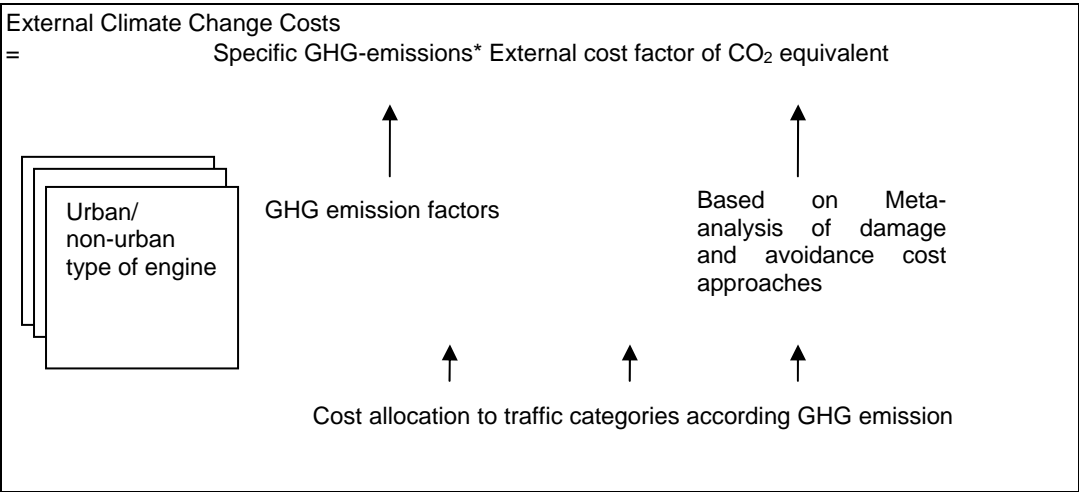 External Climate Change Costs
= Specific GHG-emissions* External cost factor of CO₂ equivalent
Urban/
non-urban
type of engine
GHG emission factors
Based on Meta-
analysis of damage
and avoidance cost
approaches
Cost allocation to traffic categories according GHG emission